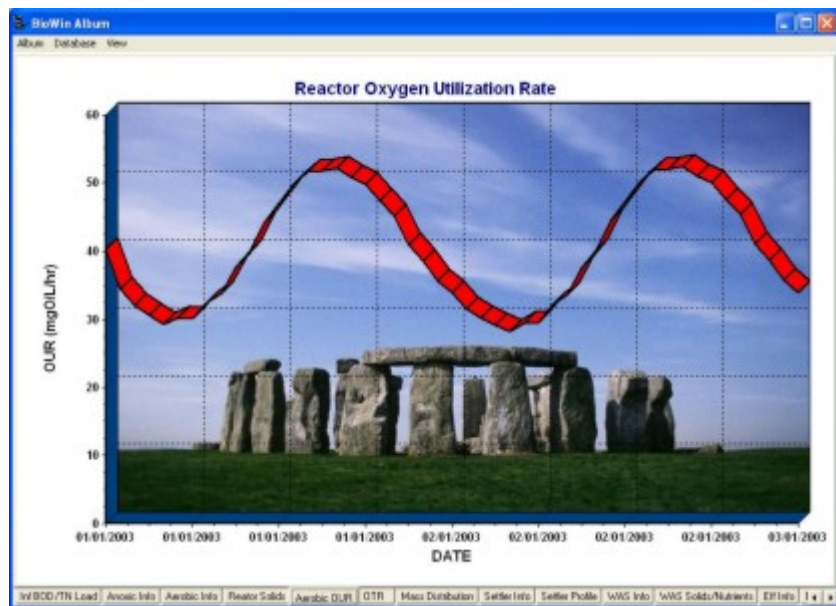 BioWin Album
Album Database View
Reactor Oxygen Utilization Rate
60
50
40
30
20
10
0
OUR (mgO/L/hr)
01/01/2003 01/01/2003 01/01/2003 01/01/2003 02/01/2003 02/01/2003 02/01/2003 02/01/2003 03/01/2003
DATE
Inf BOD /TN Load Anoxic Info Aerobic Info Reator Solids Aerobic OUR OTR Mass Distribution Settler Info Settler Profile WAS Info WAS Solids/Nutrients Eff Info